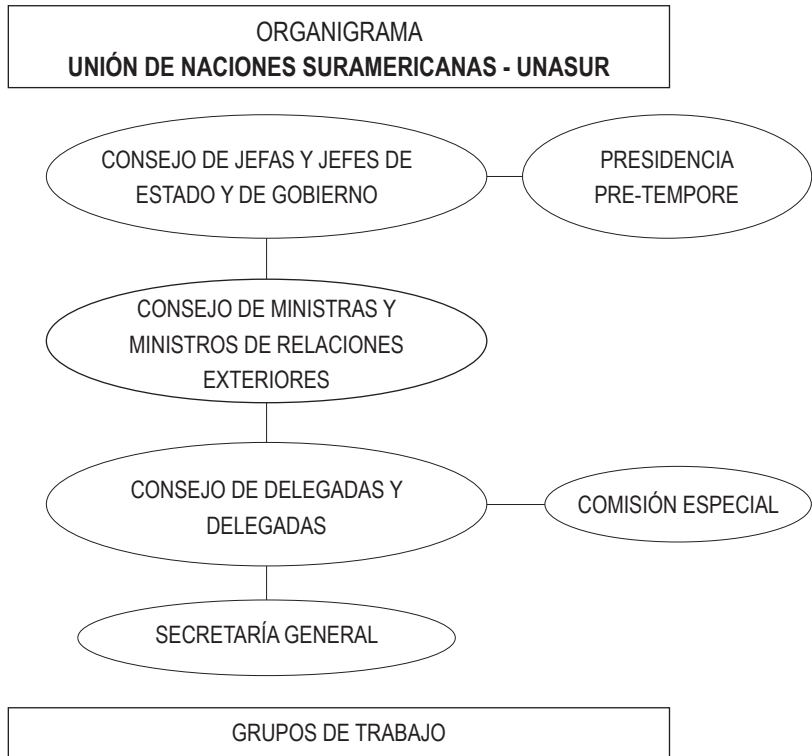 ORGANIGRAMA
UNIÓN DE NACIONES SURAMERICANAS - UNASUR
CONSEJO DE JEFAS Y JEFES DE
ESTADO Y DE GOBIERNO
PRESIDENCIA
PRE-TEMPORE
CONSEJO DE MINISTRAS Y
MINISTROS DE RELACIONES
EXTERIORES
CONSEJO DE DELEGADAS Y
DELEGADAS
COMISIÓN ESPECIAL
SECRETARÍA GENERAL
GRUPOS DE TRABAJO